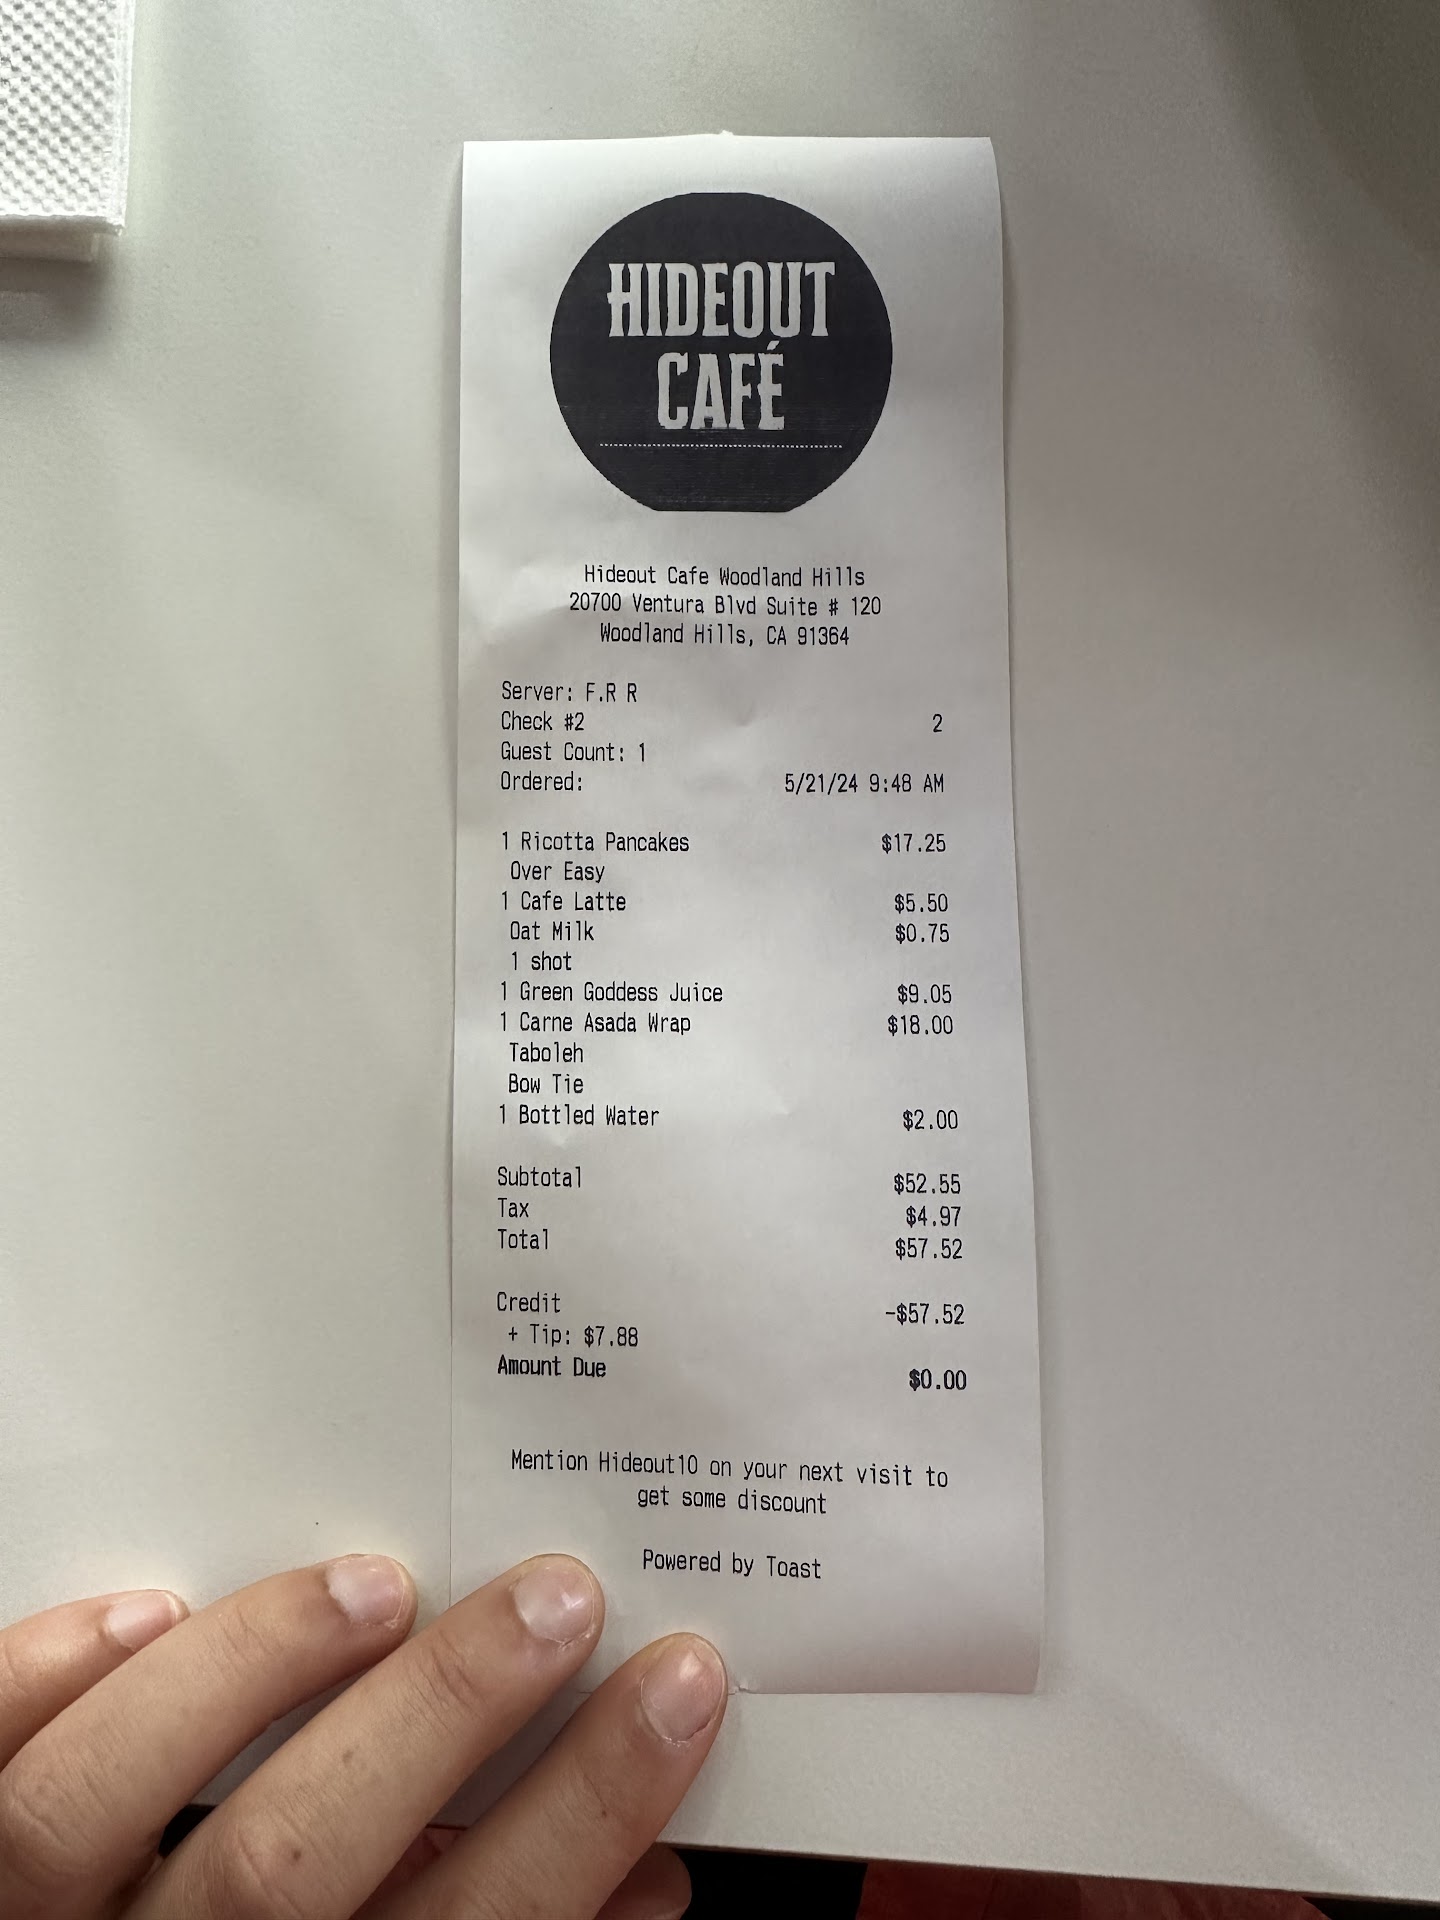 HIDEOUT
CAFÉ
Hideout Cafe Woodland Hills
20700 Ventura Blvd Suite # 120
Woodland Hills, CA 91364
Server: F.R R
Check #2 2
Guest Count: 1
Ordered: 5/21/24 9:48 AM
1 Ricotta Pancakes $17.25
Over Easy
1 Cafe Latte $5.50
Oat Milk $0.75
1 shot
1 Green Goddess Juice $9.05
1 Carne Asada Wrap $18.00
Taboleh
Bow Tie
1 Bottled Water $2.00
Subtotal $52.55
Tax $4.97
Total $57.52
Credit -$57.52
+ Tip: $7.88
Amount Due $0.00
Mention Hideout10 on your next visit to
get some discount
Powered by Toast